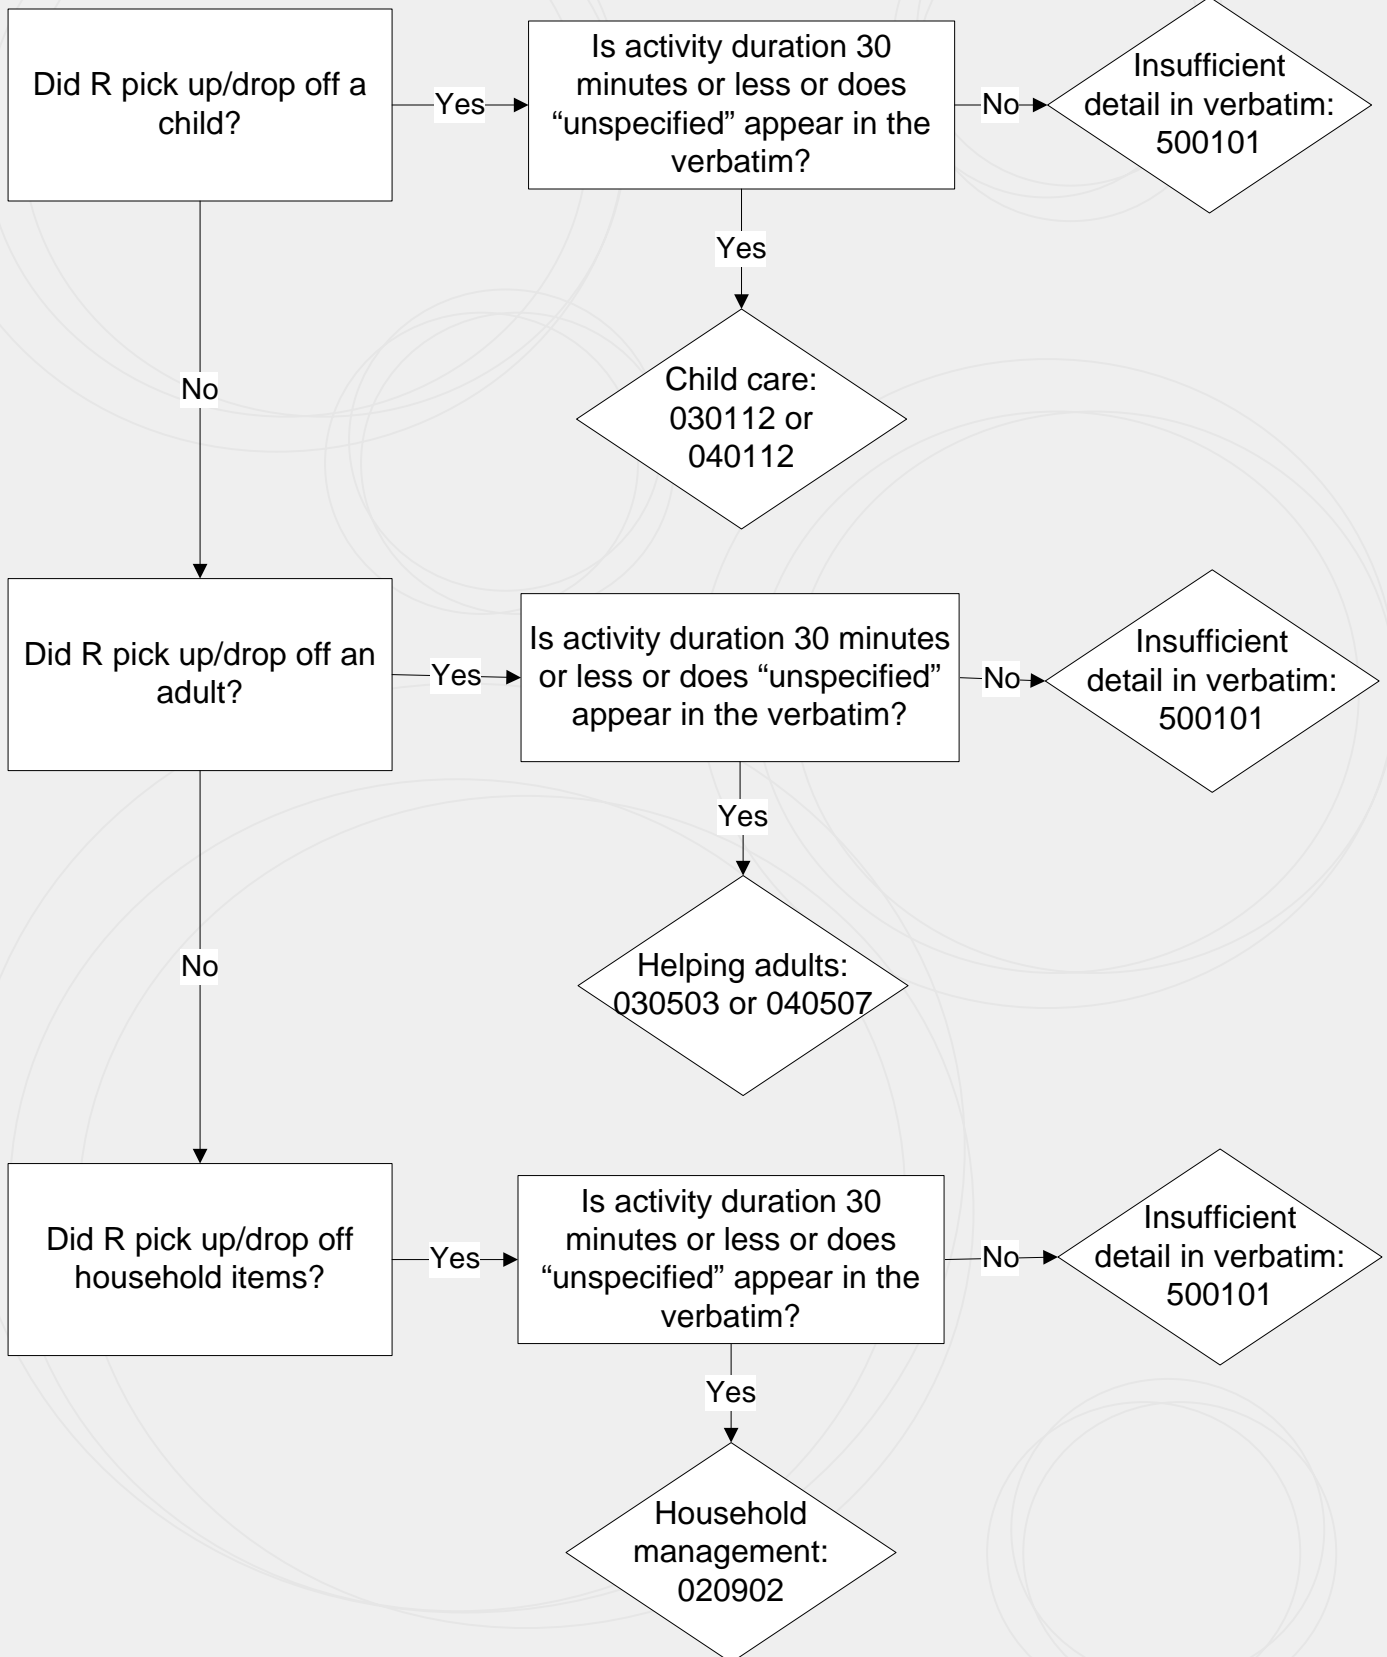 Did R pick up/drop off a
child?
Yes
Is activity duration 30
minutes or less or does
“unspecified” appear in the
verbatim?
No
Insufficient
detail in verbatim:
500101
Yes
Child care:
030112 or
040112
No
Did R pick up/drop off an
adult?
Yes
Is activity duration 30 minutes
or less or does “unspecified”
appear in the verbatim?
No
Insufficient
detail in verbatim:
500101
Yes
Helping adults:
030503 or 040507
No
Did R pick up/drop off
household items?
Yes
Is activity duration 30
minutes or less or does
“unspecified” appear in the
verbatim?
No
Insufficient
detail in verbatim:
500101
Yes
Household
management:
020902